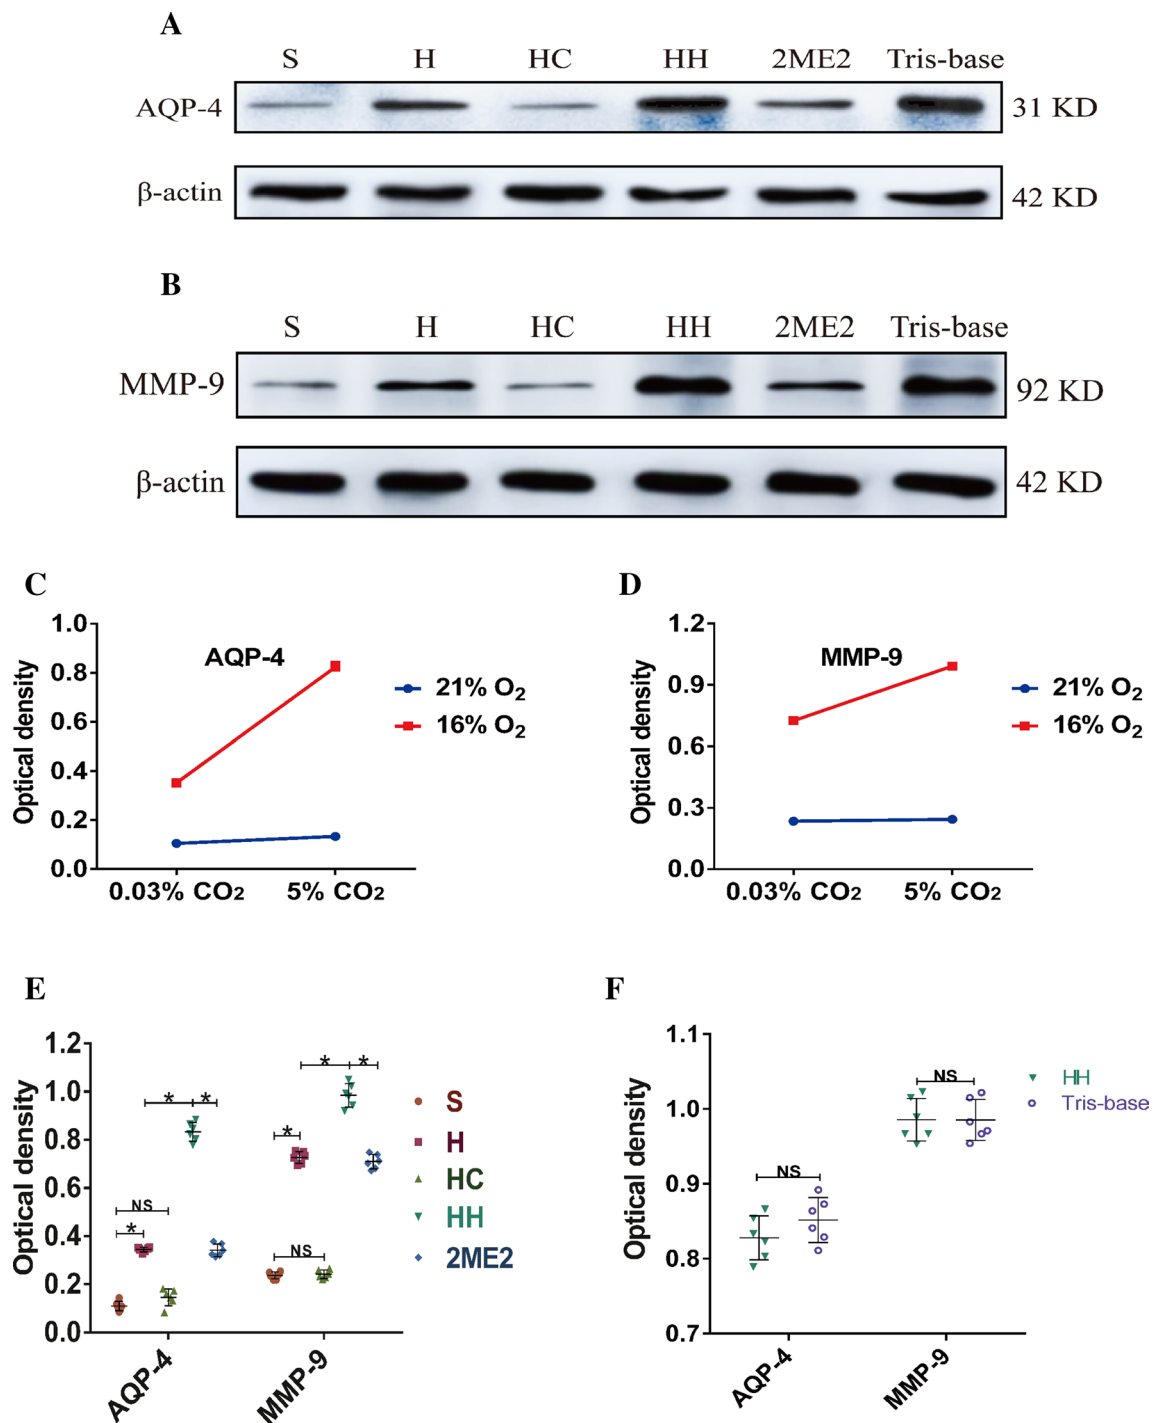 A
S H HC HH 2ME2 Tris-base
AQP-4 31 KD
β-actin 42 KD
B
S H HC HH 2ME2 Tris-base
MMP-9 92 KD
β-actin 42 KD
C
1.0
0.8
0.6
0.4
0.2
0.0
Optical density
AQP-4
21% O2
16% O2
0.03% CO2 5% CO2
D
1.2
0.9
0.6
0.3
0.0
Optical density
MMP-9
21% O2
16% O2
0.03% CO2 5% CO2
E
1.2
1.0
0.8
0.6
0.4
0.2
0.0
Optical density
* NS * * * * * NS
S
H
HC
HH
2ME2
AQP-4 MMP-9
F
1.1
1.0
0.9
0.8
0.7
Optical density
NS NS
HH
Tris-base
AQP-4 MMP-9